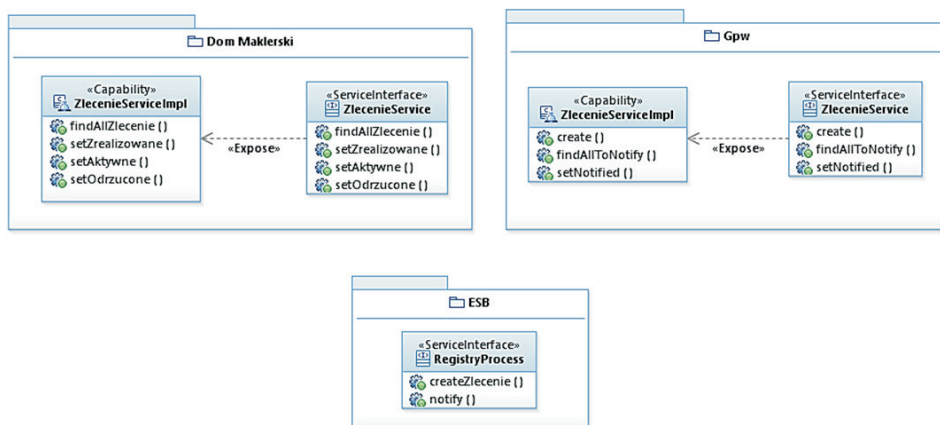 Dom Maklerski
«Capability»
ZlecenieServiceImpl
findAllZlecenie ( )
setZrealizowane ( )
setAktywne ( )
setOdrzucone ( )
«Expose»
«ServiceInterface»
ZlecenieService
findAllZlecenie ( )
setZrealizowane ( )
setAktywne ( )
setOdrzucone ( )
Gpw
«Capability»
ZlecenieServiceImpl
create ( )
findAllToNotify ( )
setNotified ( )
«Expose»
«ServiceInterface»
ZlecenieService
create ( )
findAllToNotify ( )
setNotified ( )
ESB
«ServiceInterface»
RegistryProcess
createZlecenie ( )
notify ( )